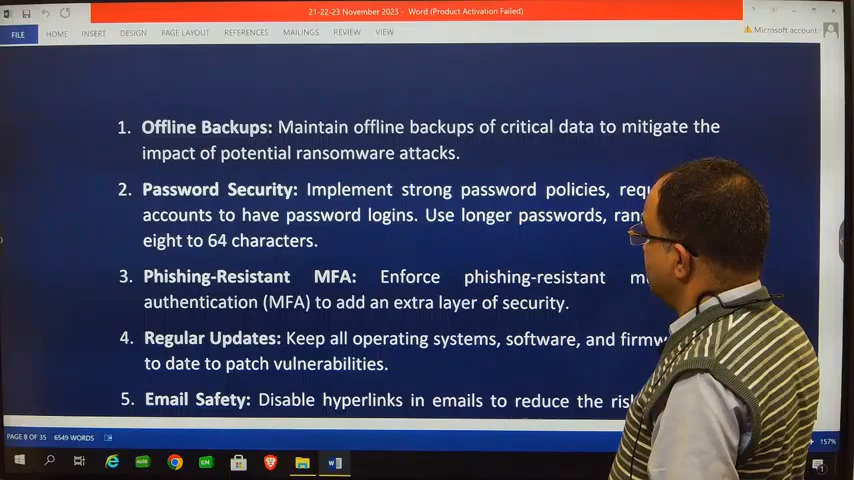 21-22-23 November 2023 - Word (Product Activation Failed)
FILE HOME INSERT DESIGN PAGE LAYOUT REFERENCES MAILINGS REVIEW VIEW Microsoft account
1. Offline Backups: Maintain offline backups of critical data to mitigate the
impact of potential ransomware attacks.
2. Password Security: Implement strong password policies,
accounts to have password logins. Use longer passwords,
eight to 64 characters.
3. Phishing-Resistant MFA: Enforce phishing-resistant
authentication (MFA) to add an extra layer of security.
4. Regular Updates: Keep all operating systems, software, and
to date to patch vulnerabilities.
5. Email Safety: Disable hyperlinks in emails to reduce the
PAGE 8 OF 35 6549 WORDS 157%